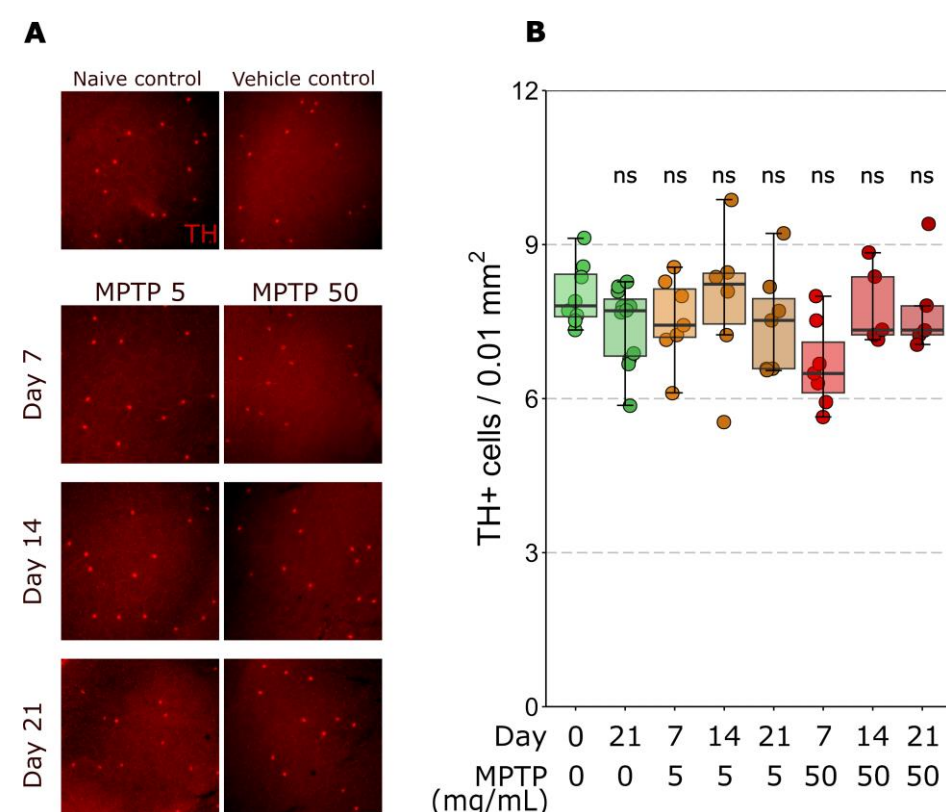 A
Naive control Vehicle control
TH
MPTP 5 MPTP 50
Day 7
Day 14
Day 21
B
12
9
6
3
0
TH+ cells / 0.01 mm²
ns ns ns ns ns ns ns
Day 0 21 7 14 21 7 14 21
MPTP 0 0 5 5 5 50 50 50
(mg/mL)